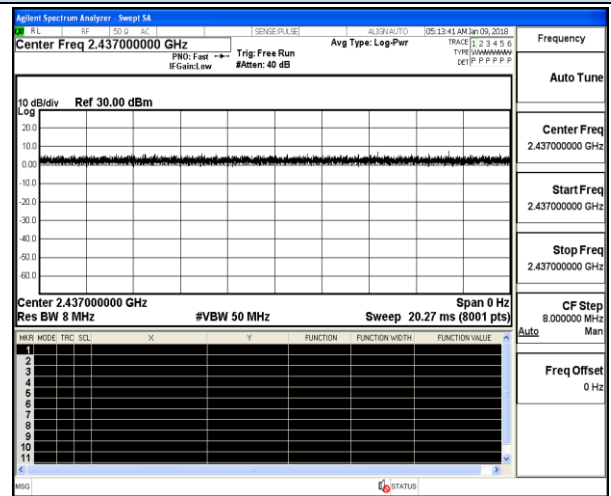 Agilent Spectrum Analyzer - Swept SA
RL RF 50 Ω AC SENSE:PULSE ALIGN AUTO 05:13:41 AM Jan 09, 2018
Center Freq 2.437000000 GHz Avg Type: Log-Pwr TRACE 1 2 3 4 5 6
PNO: Fast Trig: Free Run TYPE WWWWWW
IFGain:Low #Atten: 40 dB DET P P P P P P
10 dB/div Ref 30.00 dBm
Log
20.0
10.0
0.00
-10.0
-20.0
-30.0
-40.0
-50.0
-60.0
Center 2.437000000 GHz Span 0 Hz
Res BW 8 MHz #VBW 50 MHz Sweep 20.27 ms (8001 pts)
MKR MODE TRC SCL X Y FUNCTION FUNCTION WIDTH FUNCTION VALUE
1
2
3
4
5
6
7
8
9
10
11
MSG STATUS
Frequency
Auto Tune
Center Freq
2.437000000 GHz
Start Freq
2.437000000 GHz
Stop Freq
2.437000000 GHz
CF Step
8.000000 MHz
Auto Man
Freq Offset
0 Hz